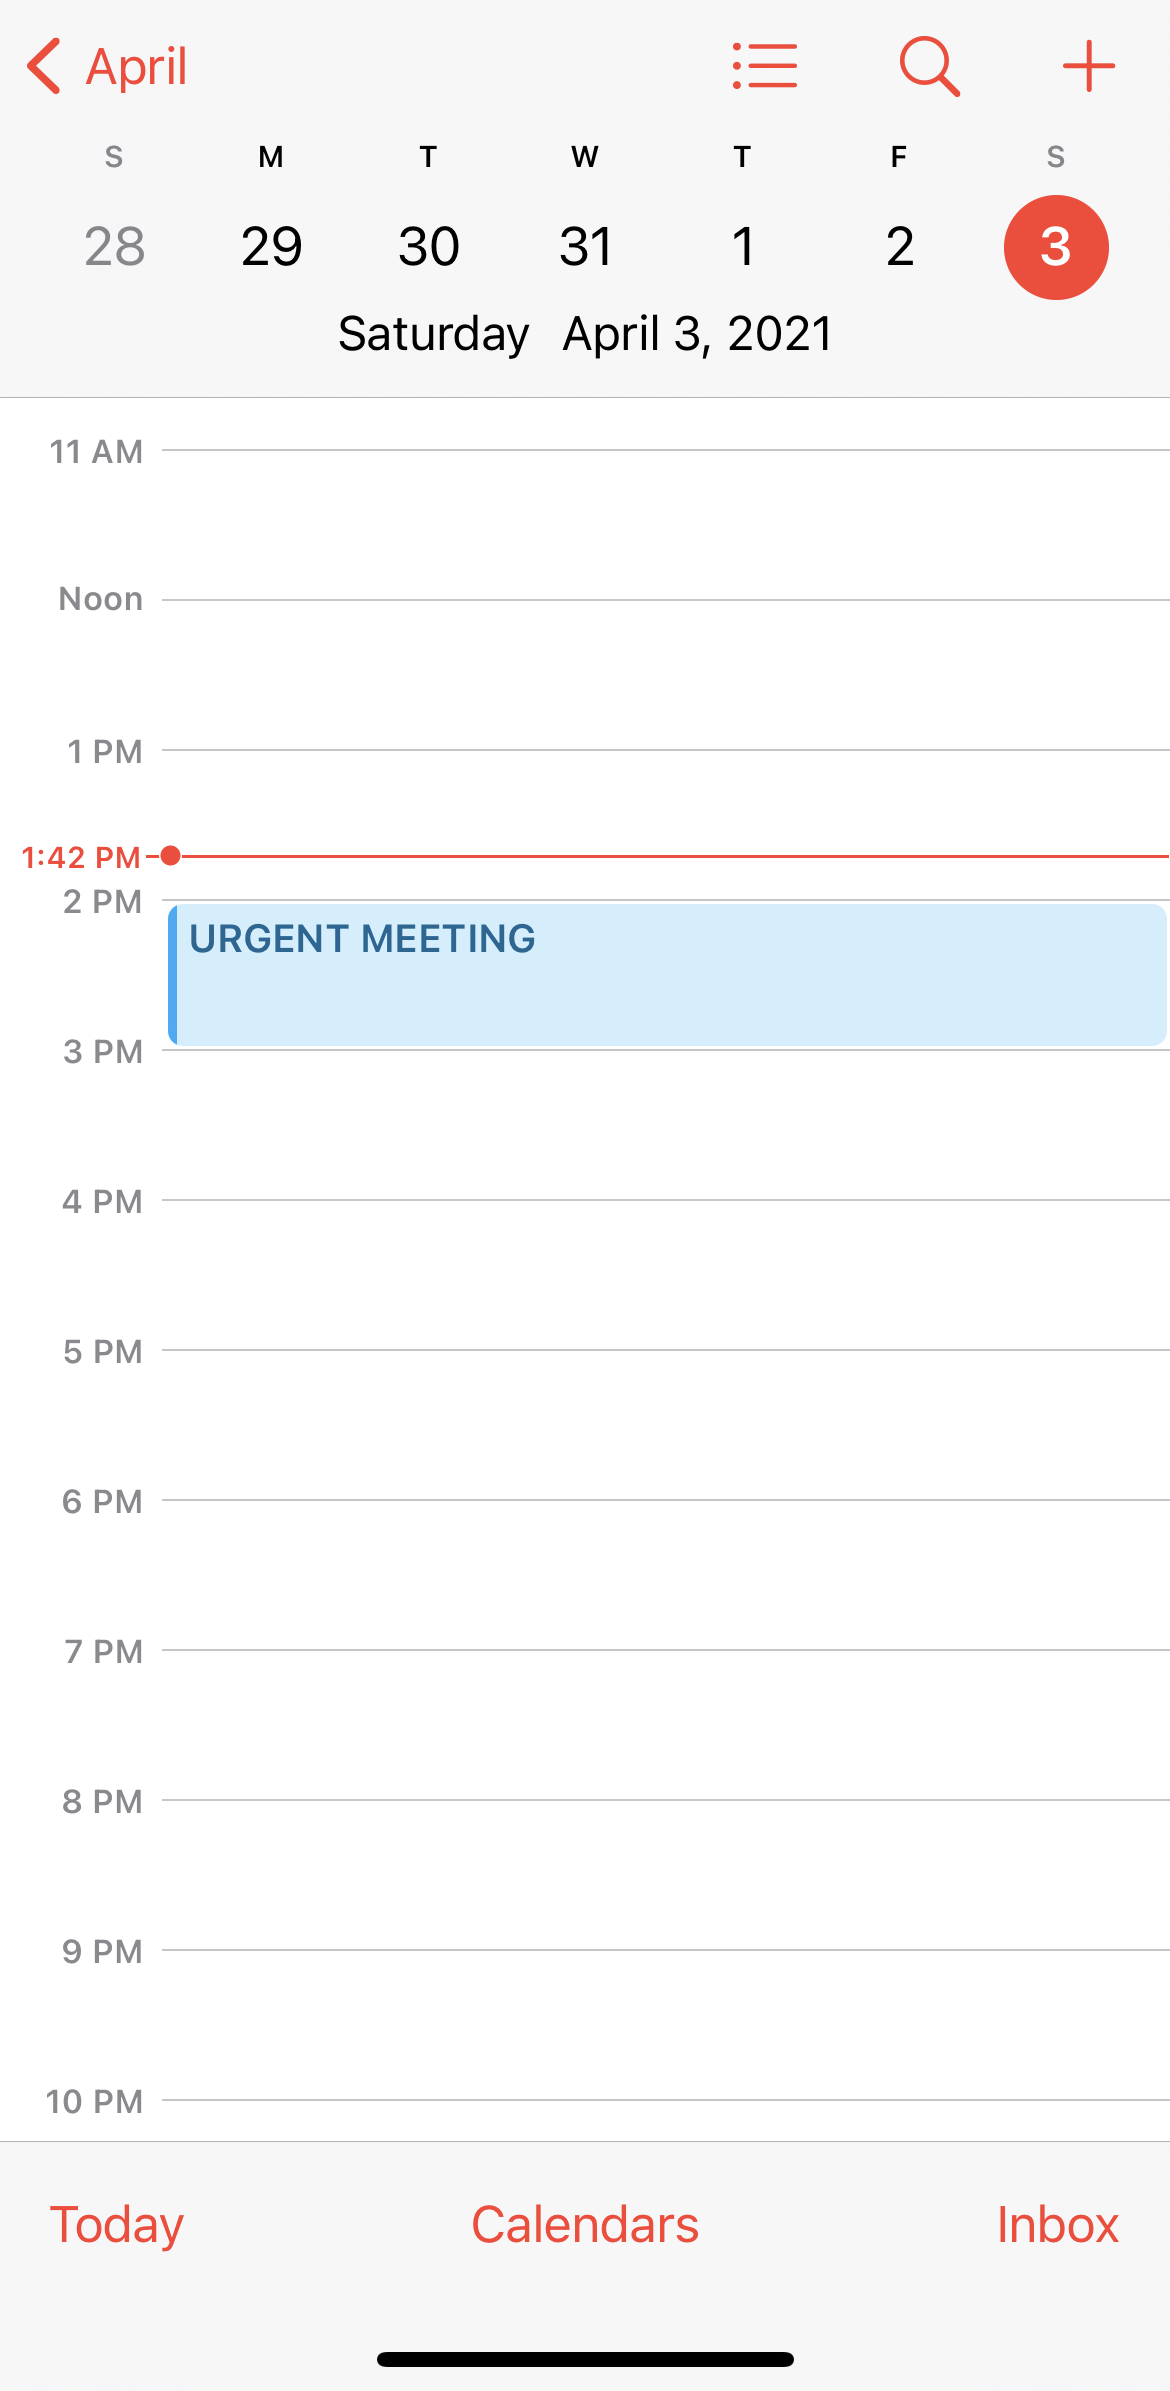 April
S M T W T F S
28 29 30 31 1 2 3
Saturday April 3, 2021
11 AM
Noon
1 PM
1:42 PM
2 PM
URGENT MEETING
3 PM
4 PM
5 PM
6 PM
7 PM
8 PM
9 PM
10 PM
Today Calendars Inbox